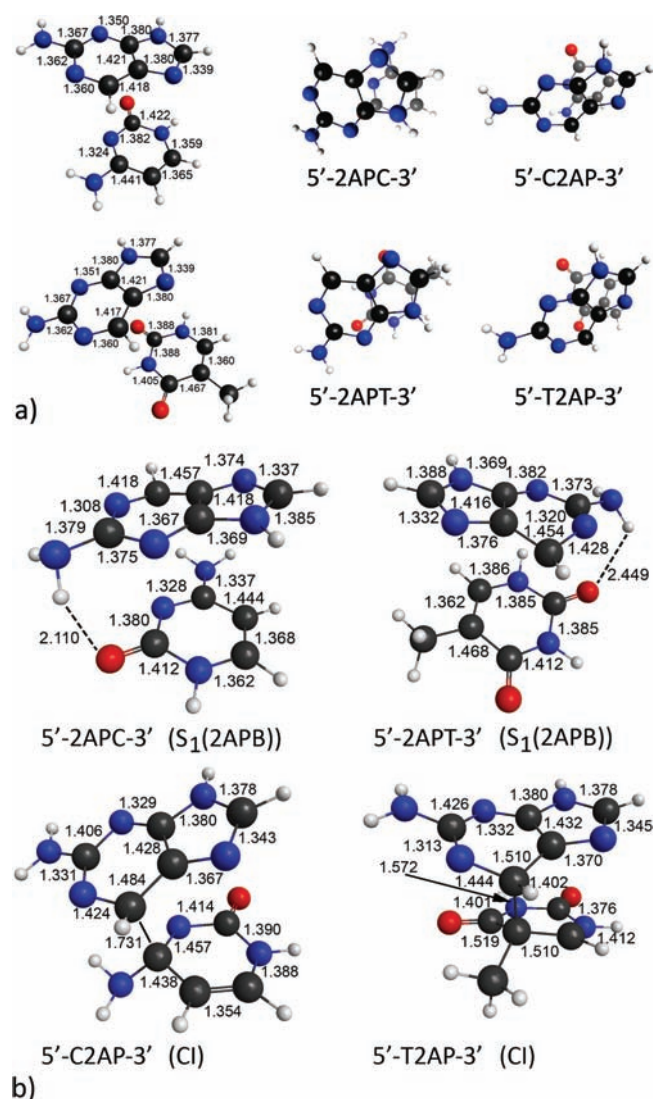 1.350
1.367 1.380 1.377
1.421 1.380
1.362 1.339
1.360 1.418
1.422
1.382 1.359
1.324
1.441 1.365
5’-2APC-3’ 5’-C2AP-3’
1.377
1.380 1.339
1.351 1.421
1.380
1.367 1.417
1.362 1.360
1.388 1.381
1.388 1.360
1.405 1.467
5’-2APT-3’ 5’-T2AP-3’
a)
1.374
1.418 1.457 1.337
1.308 1.418
1.379 1.367 1.385
1.375 1.369
1.328 1.337
1.380 1.444
2.110 1.368
1.412 1.362
5’-2APC-3’ (S1(2APB))
1.369
1.388 1.382 1.373
1.416 1.320
1.332 1.454
1.376 1.428
1.386 2.449
1.362 1.385
1.385
1.468 1.412
5’-2APT-3’ (S1(2APB))
1.329 1.378
1.406 1.380
1.428 1.343
1.331 1.484 1.367
1.424 1.414
1.731 1.457 1.390
1.438 1.388
1.354
5’-C2AP-3’ (CI)
1.426 1.380 1.378
1.332 1.432 1.345
1.313 1.510 1.370
1.572 1.444 1.402
1.401 1.376
1.519 1.510 1.412
5’-T2AP-3’ (CI)
b)